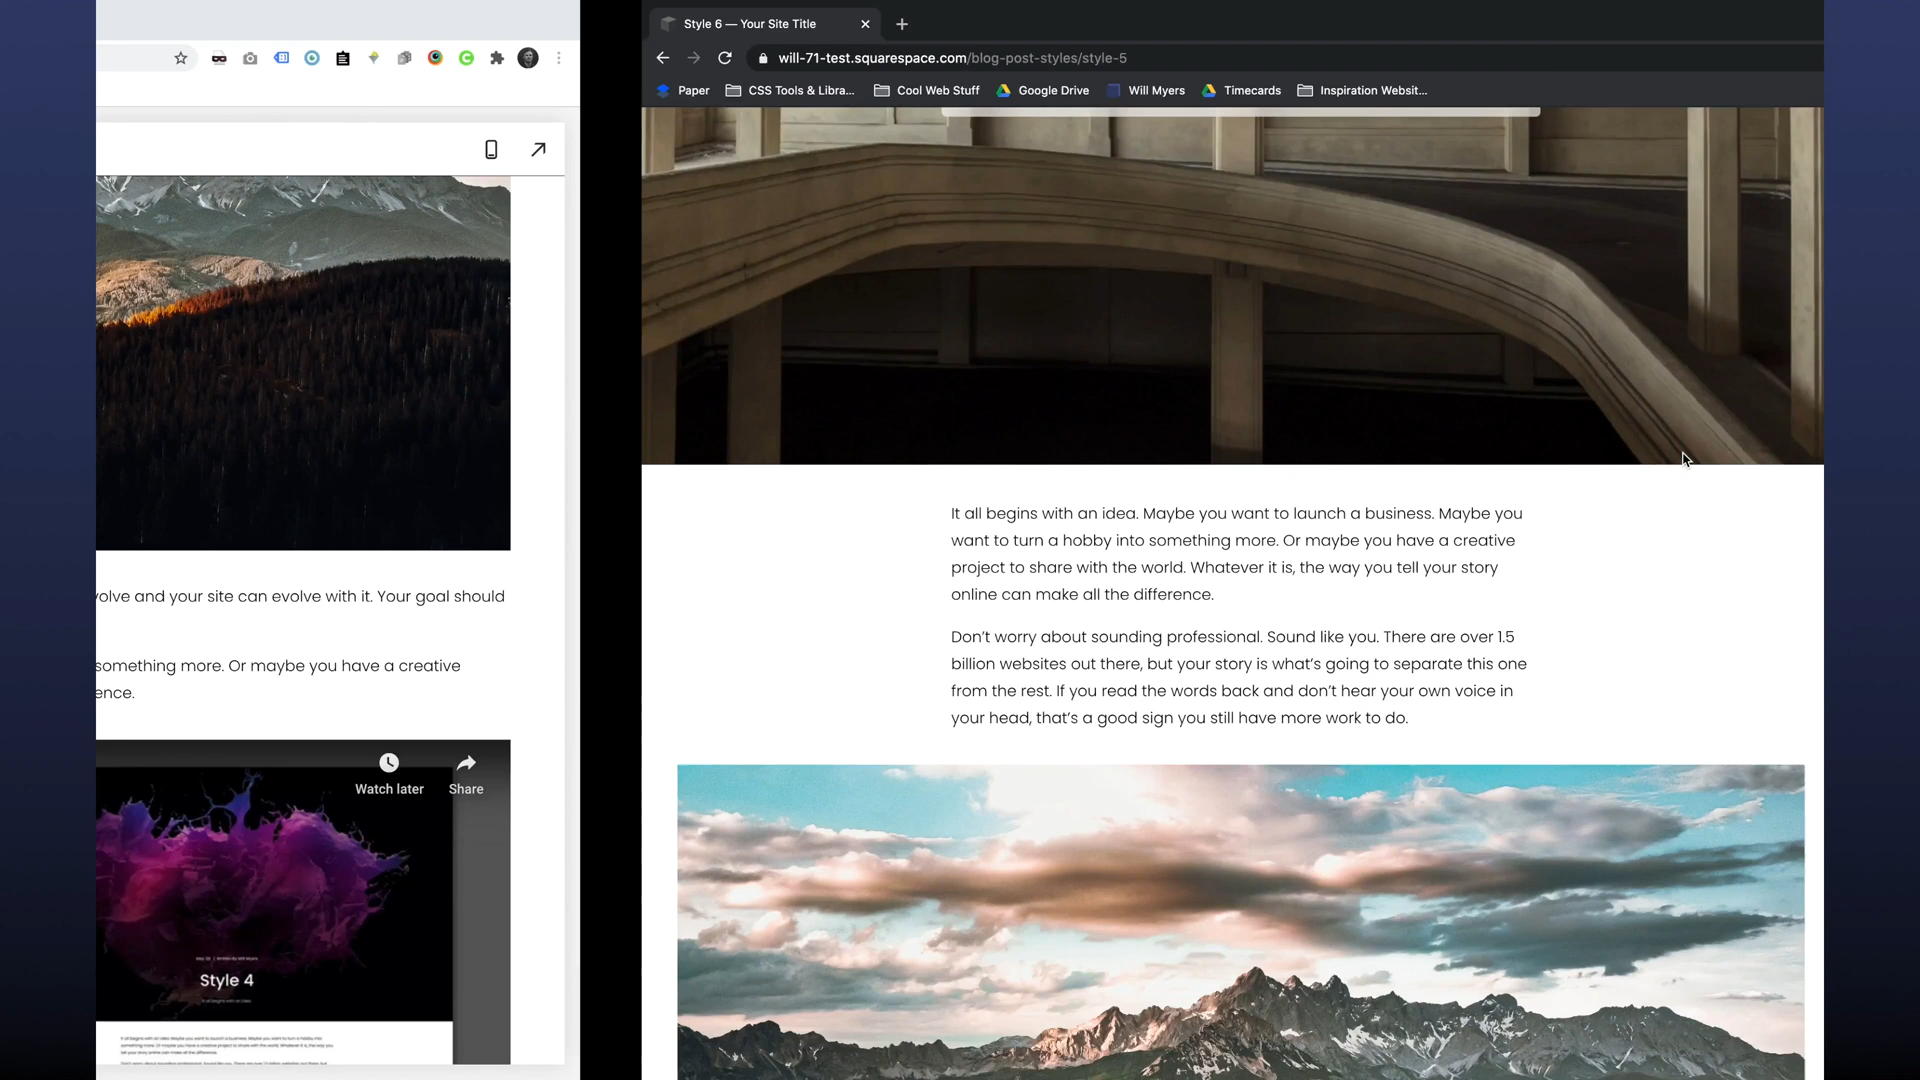 Style 6 — Your Site Title
will-71-test.squarespace.com/blog-post-styles/style-5
Paper
CSS Tools & Libra...
Cool Web Stuff
Google Drive
Will Myers
Timecards
Inspiration Websit...
volve and your site can evolve with it. Your goal should
something more. Or maybe you have a creative
ence.
Watch later
Share
Style 4
It all begins with an idea. Maybe you want to launch a business. Maybe you
want to turn a hobby into something more. Or maybe you have a creative
project to share with the world. Whatever it is, the way you tell your story
online can make all the difference.
Don't worry about sounding professional. Sound like you. There are over 1.5
billion websites out there, but your story is what's going to separate this one
from the rest. If you read the words back and don't hear your own voice in
your head, that's a good sign you still have more work to do.